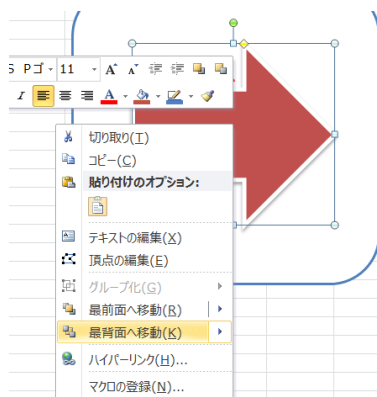 S Pゴ 11 A A
I A
切り取り(T)
コピー(C)
貼り付けのオプション:
テキストの編集(X)
頂点の編集(E)
グループ化(G)
最前面へ移動(R)
最背面へ移動(K)
ハイパーリンク(H)...
マクロの登録(N)...